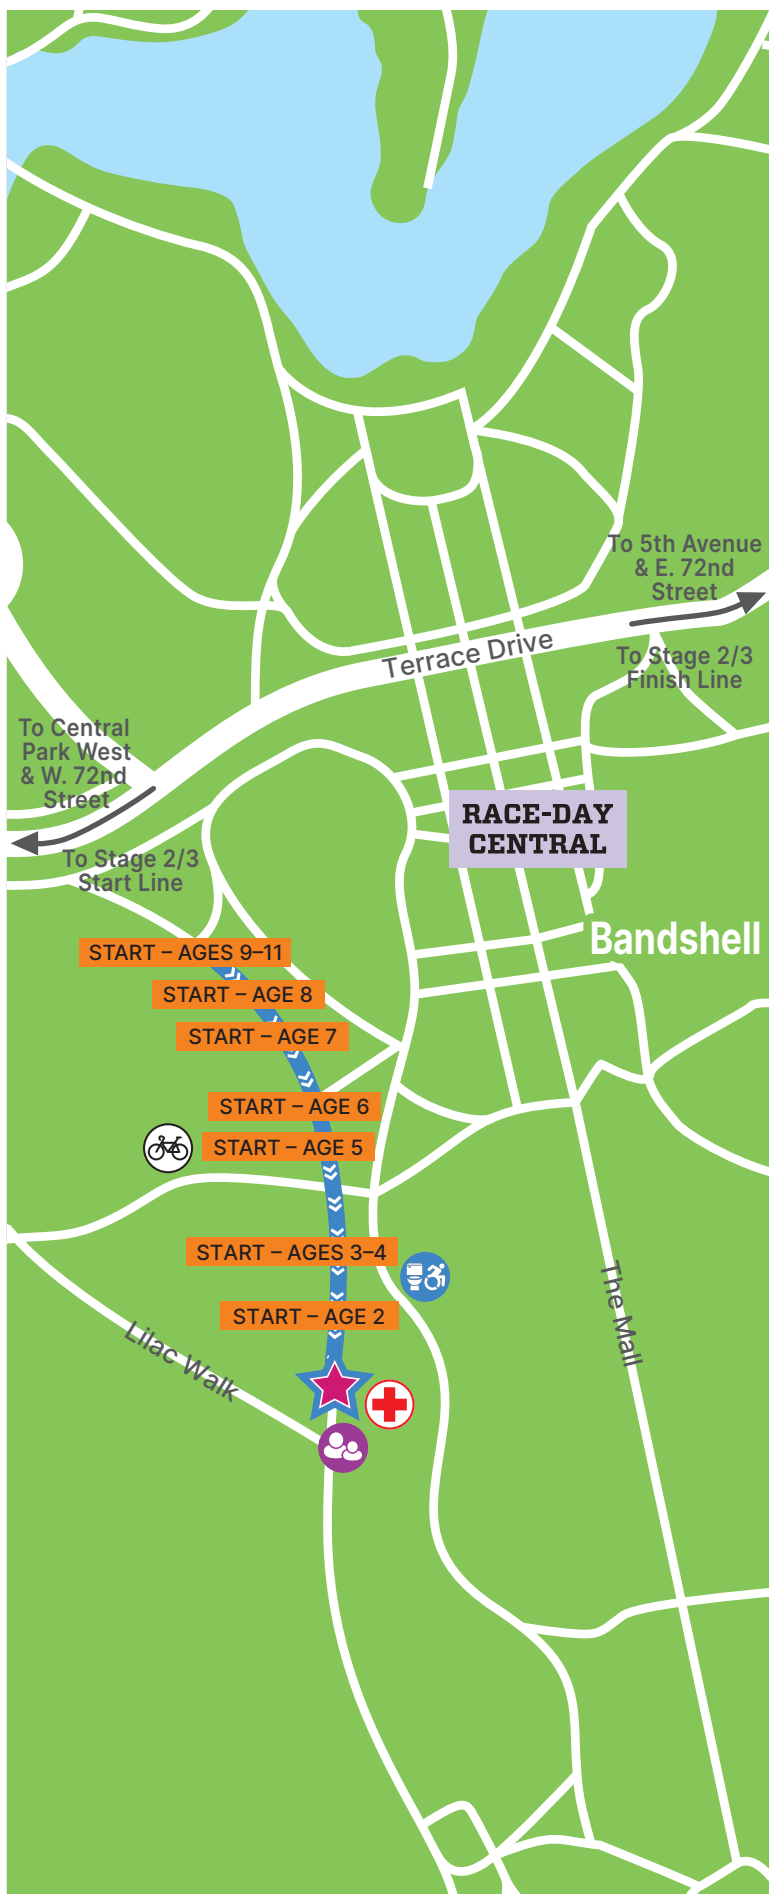 To 5th Avenue
& E. 72nd
Street
Terrace Drive
To Stage 2/3
Finish Line
To Central
Park West
& W. 72nd
Street
To Stage 2/3
Start Line
RACE-DAY
CENTRAL
Bandshell
START – AGES 9–11
START – AGE 8
START – AGE 7
START – AGE 6
START – AGE 5
START – AGES 3–4
START – AGE 2
The Mall
Lilac Walk